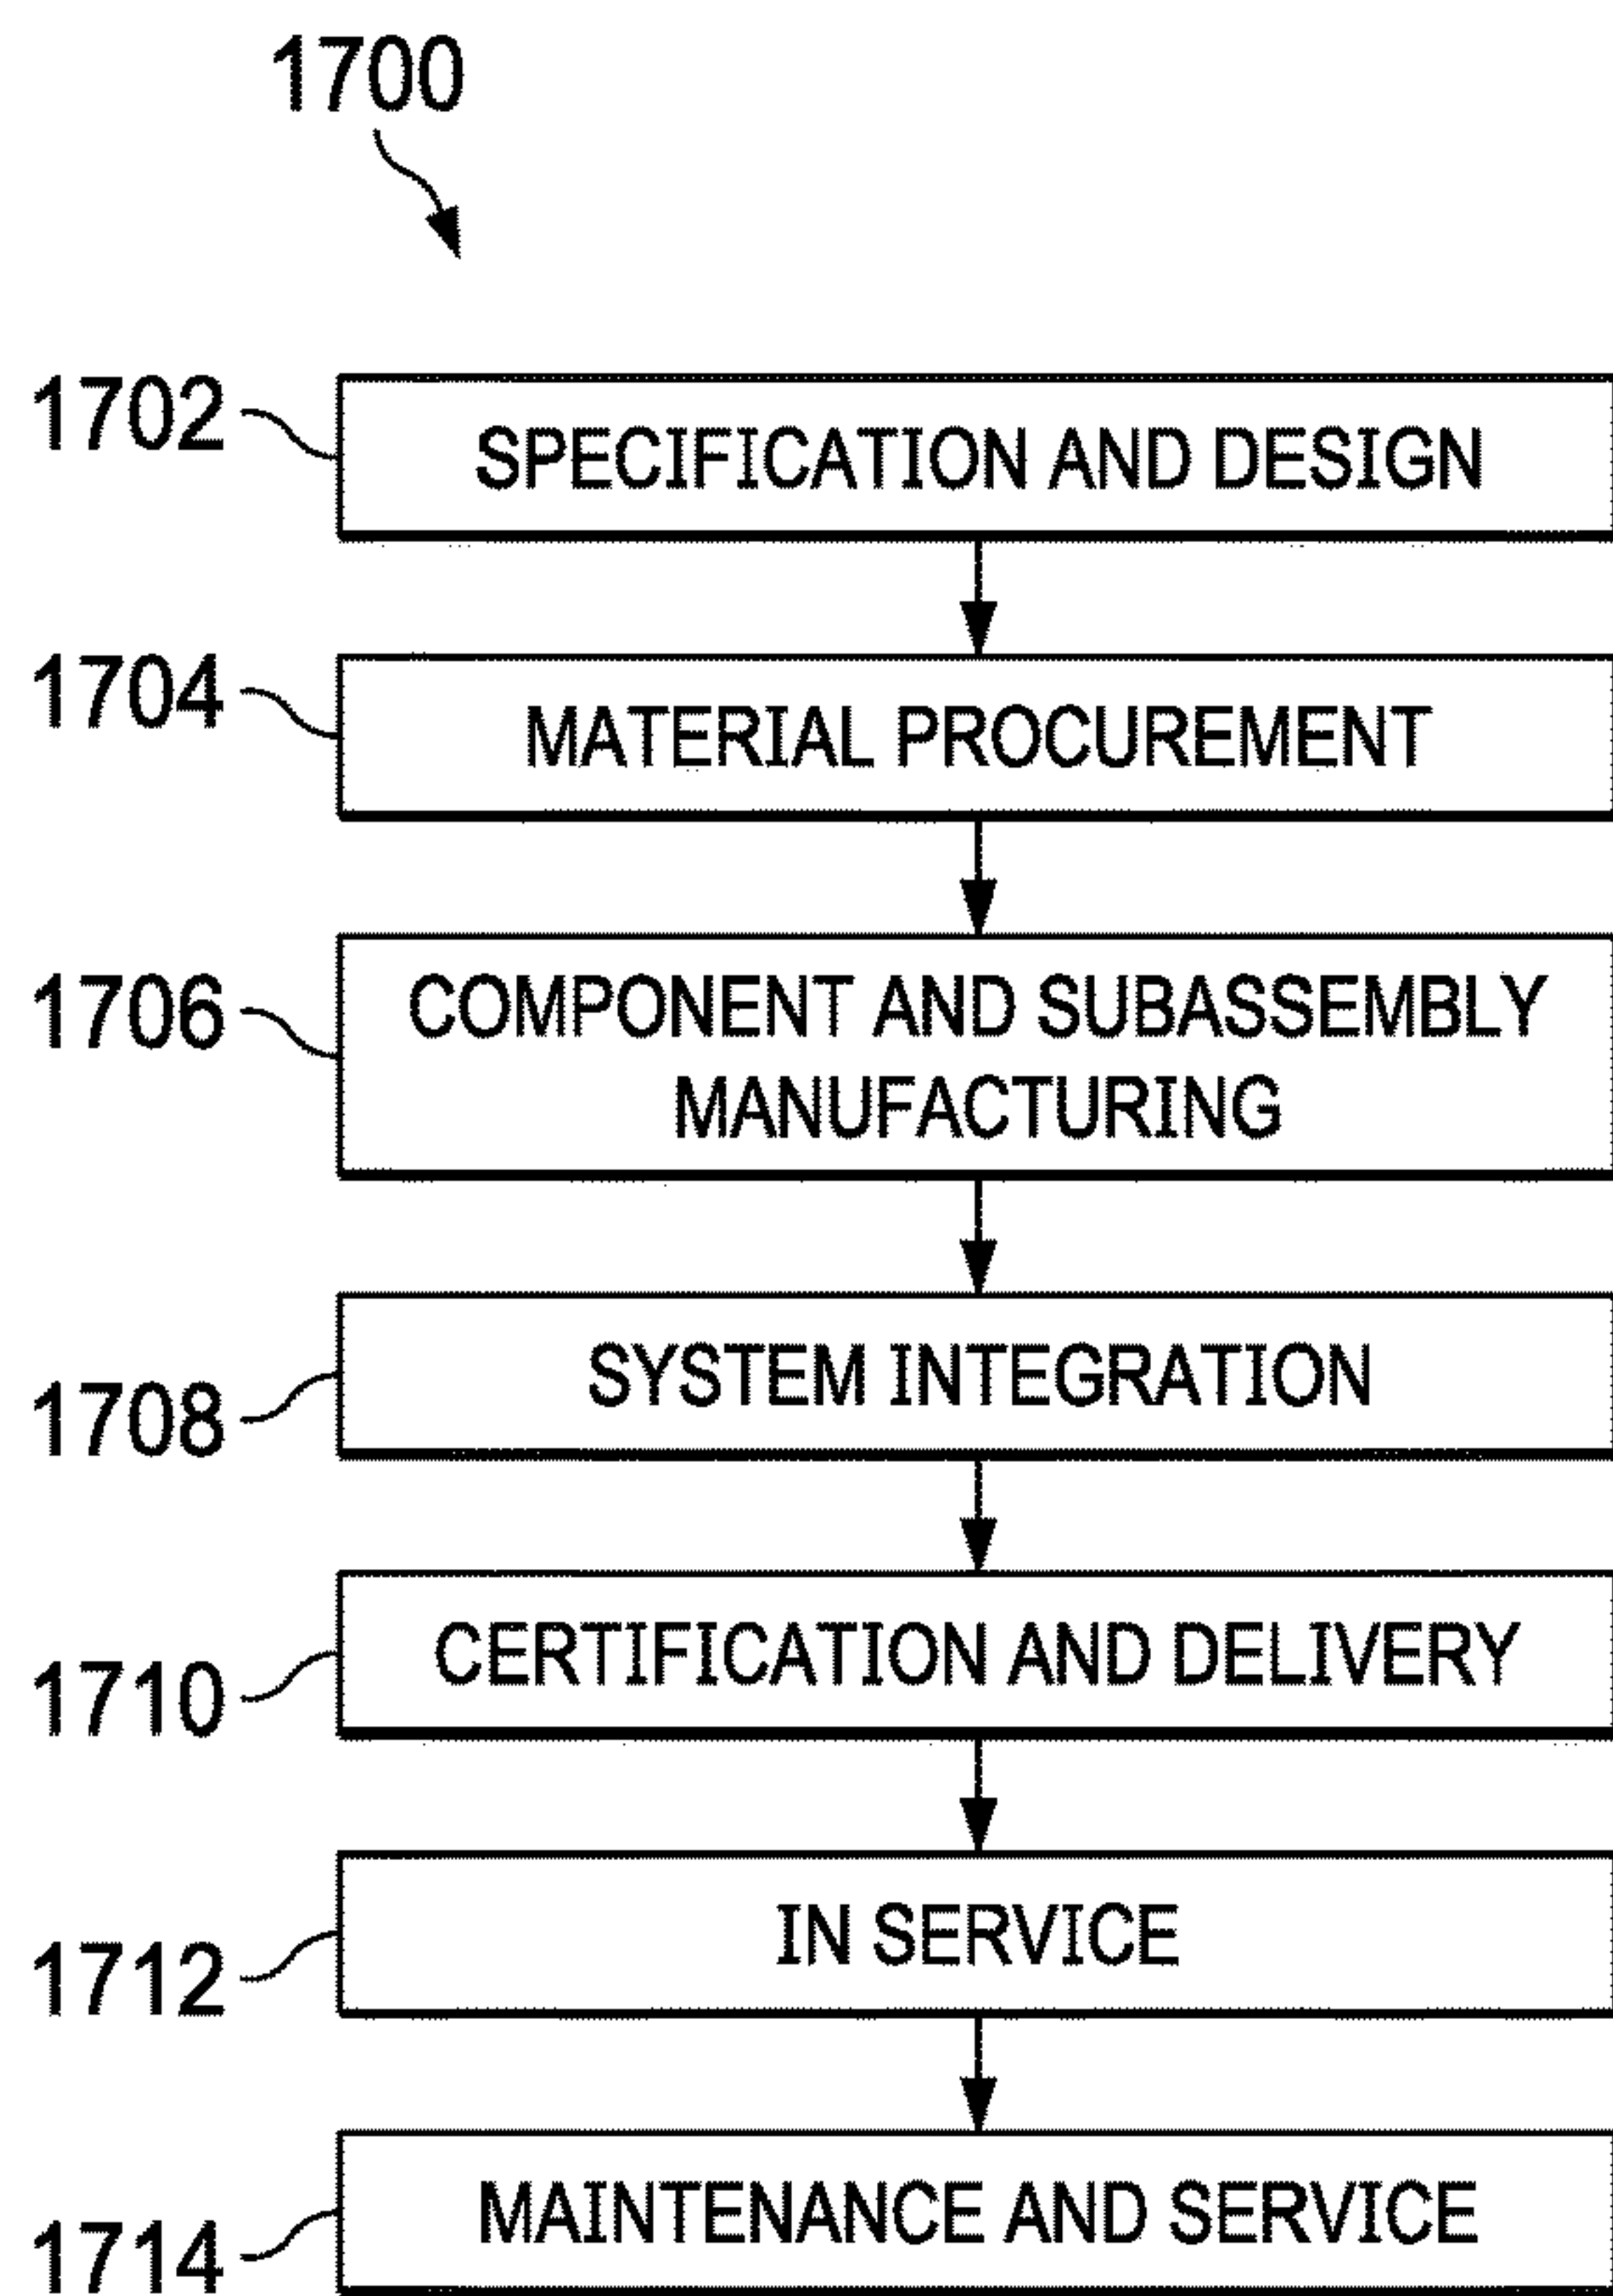 1700
1702
SPECIFICATION AND DESIGN
1704
MATERIAL PROCUREMENT
1706
COMPONENT AND SUBASSEMBLY
MANUFACTURING
1708
SYSTEM INTEGRATION
1710
CERTIFICATION AND DELIVERY
1712
IN SERVICE
1714
MAINTENANCE AND SERVICE